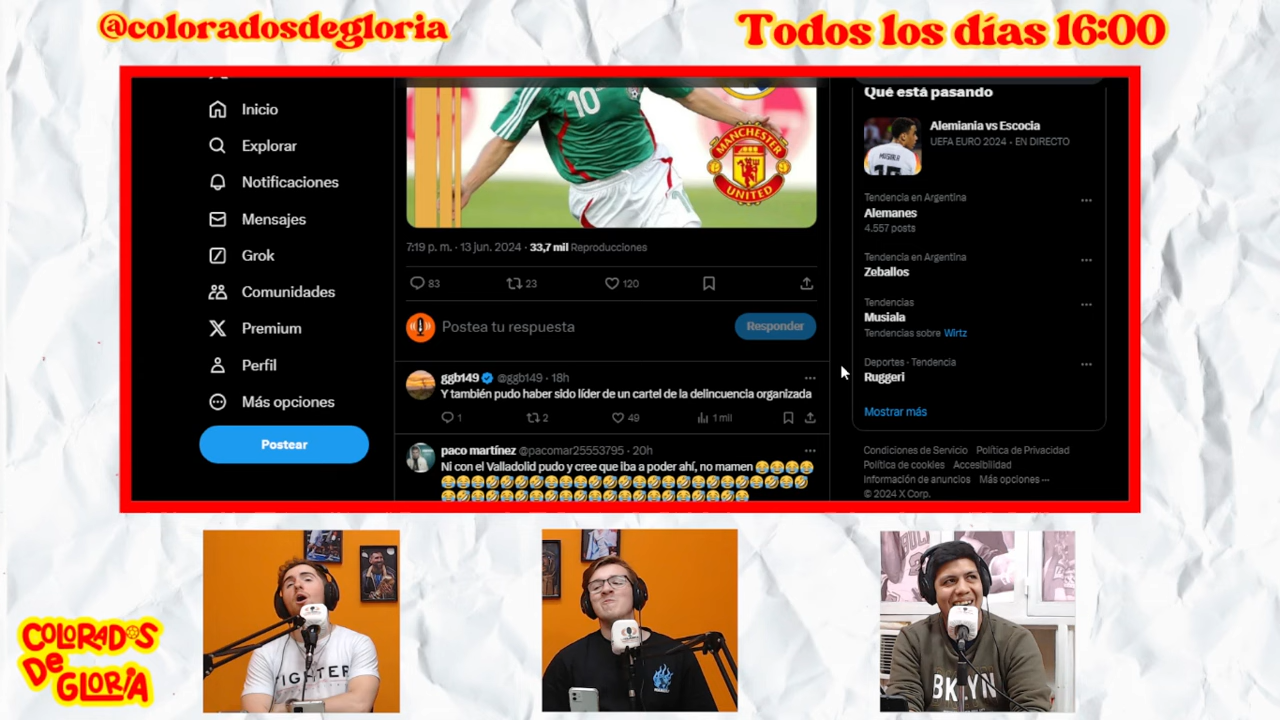 @coloradosdegloria
Todos los días 16:00
Inicio
Explorar
Notificaciones
Mensajes
Grok
Comunidades
Premium
Perfil
Más opciones
Postear
10
MANCHESTER
UNITED
7:19 p. m. · 13 jun. 2024 · 33,7 mil Reproducciones
83
23
120
Postea tu respuesta
Responder
ggb149 @ggb149 · 18h
Y también pudo haber sido líder de un cartel de la delincuencia organizada
1
2
49
1 mil
paco martínez @pacomar25553795 · 20h
Ni con el Valladolid pudo y cree que iba a poder ahí, no mamen 😂😂😂😂
Qué está pasando
Alemiania vs Escocia
UEFA EURO 2024 · EN DIRECTO
MUSIALA
Tendencia en Argentina
Alemanes
4.557 posts
Tendencia en Argentina
Zeballos
Tendencias
Musiala
Tendencias sobre Wirtz
Deportes · Tendencia
Ruggeri
Mostrar más
Condiciones de Servicio Política de Privacidad
Política de cookies Accesibilidad
Información de anuncios Más opciones ···
© 2024 X Corp.
COLORADOS
DE
GLORIA
FIGHTER
BKLYN